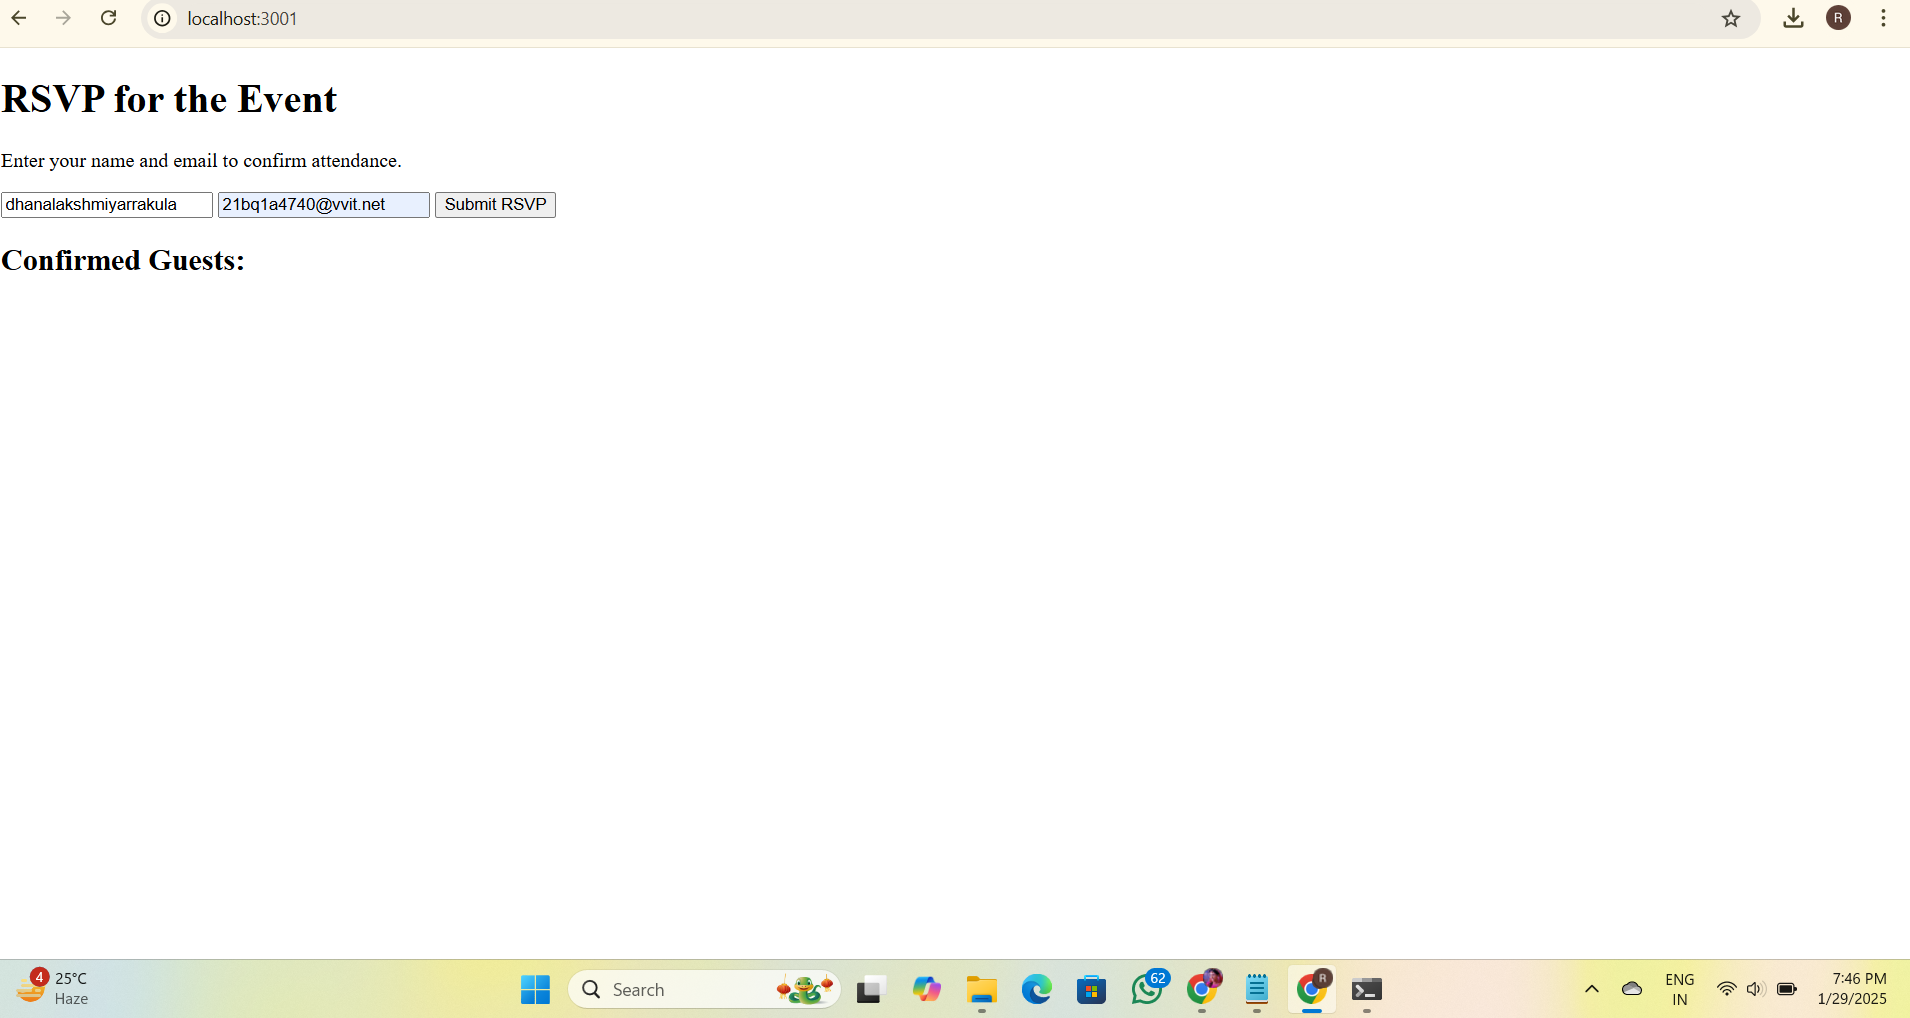 localhost:3001
R
RSVP for the Event
Enter your name and email to confirm attendance.
dhanalakshmiyarrakula 21bq1a4740@vvit.net Submit RSVP
Confirmed Guests:
4 25°C
Haze
Search
62
R
ENG
IN
7:46 PM
1/29/2025